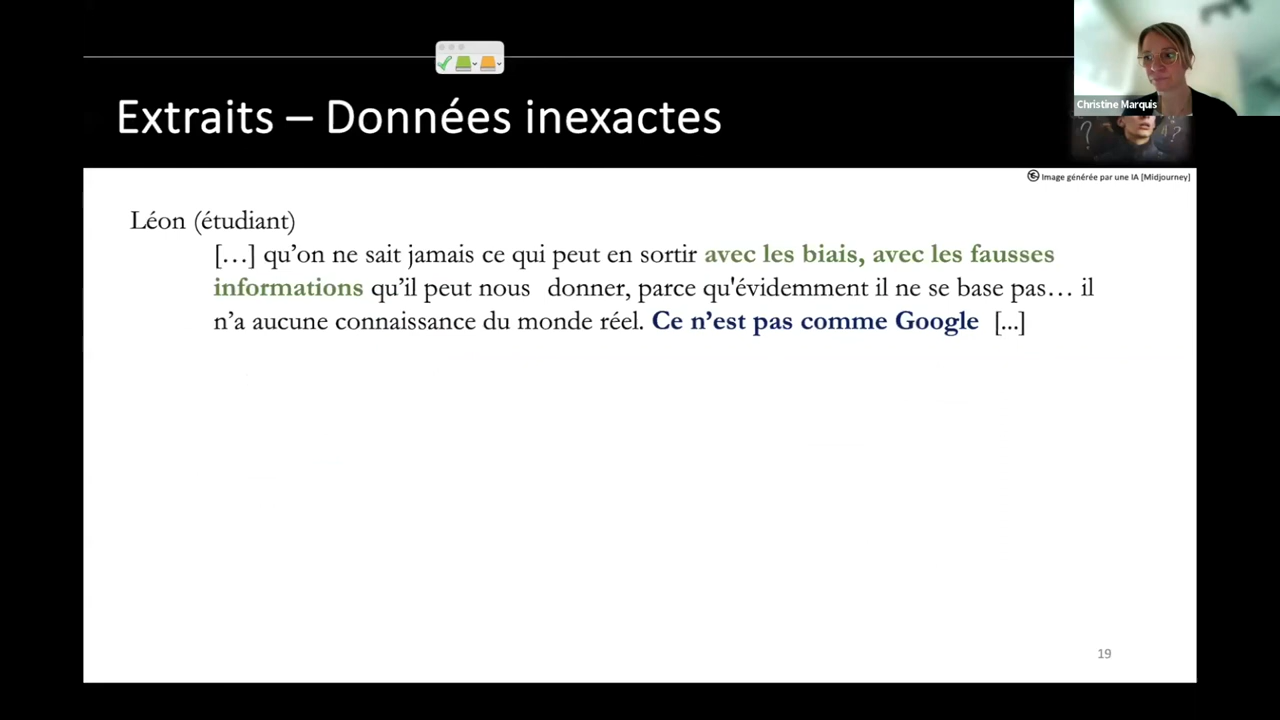 Extraits – Données inexactes
Christine Marquis
? ?
Image générée par une IA [Midjourney]
Léon (étudiant)
[…] qu’on ne sait jamais ce qui peut en sortir avec les biais, avec les fausses
informations qu’il peut nous donner, parce qu'évidemment il ne se base pas… il
n’a aucune connaissance du monde réel. Ce n’est pas comme Google [...]
19